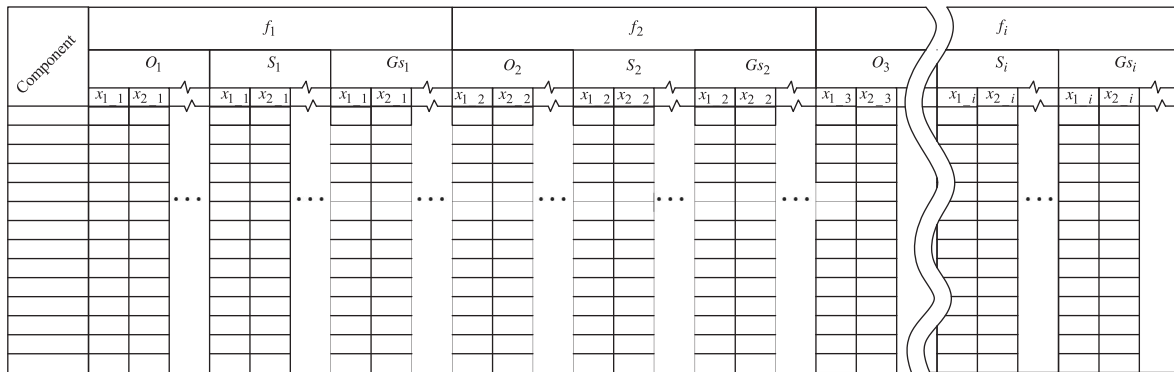 Component f₁ f₂ fᵢ
O₁ S₁ Gs₁ O₂ S₂ Gs₂ O₃ Sᵢ Gsᵢ
x₁_₁ x₂_₁ x₁_₁ x₂_₁ x₁_₁ x₂_₁ x₁_₂ x₂_₂ x₁_₂ x₂_₂ x₁_₂ x₂_₂ x₁_₃ x₂_₃ x₁_ᵢ x₂_ᵢ x₁_ᵢ x₂_ᵢ
... ... ... ... ... ... ...